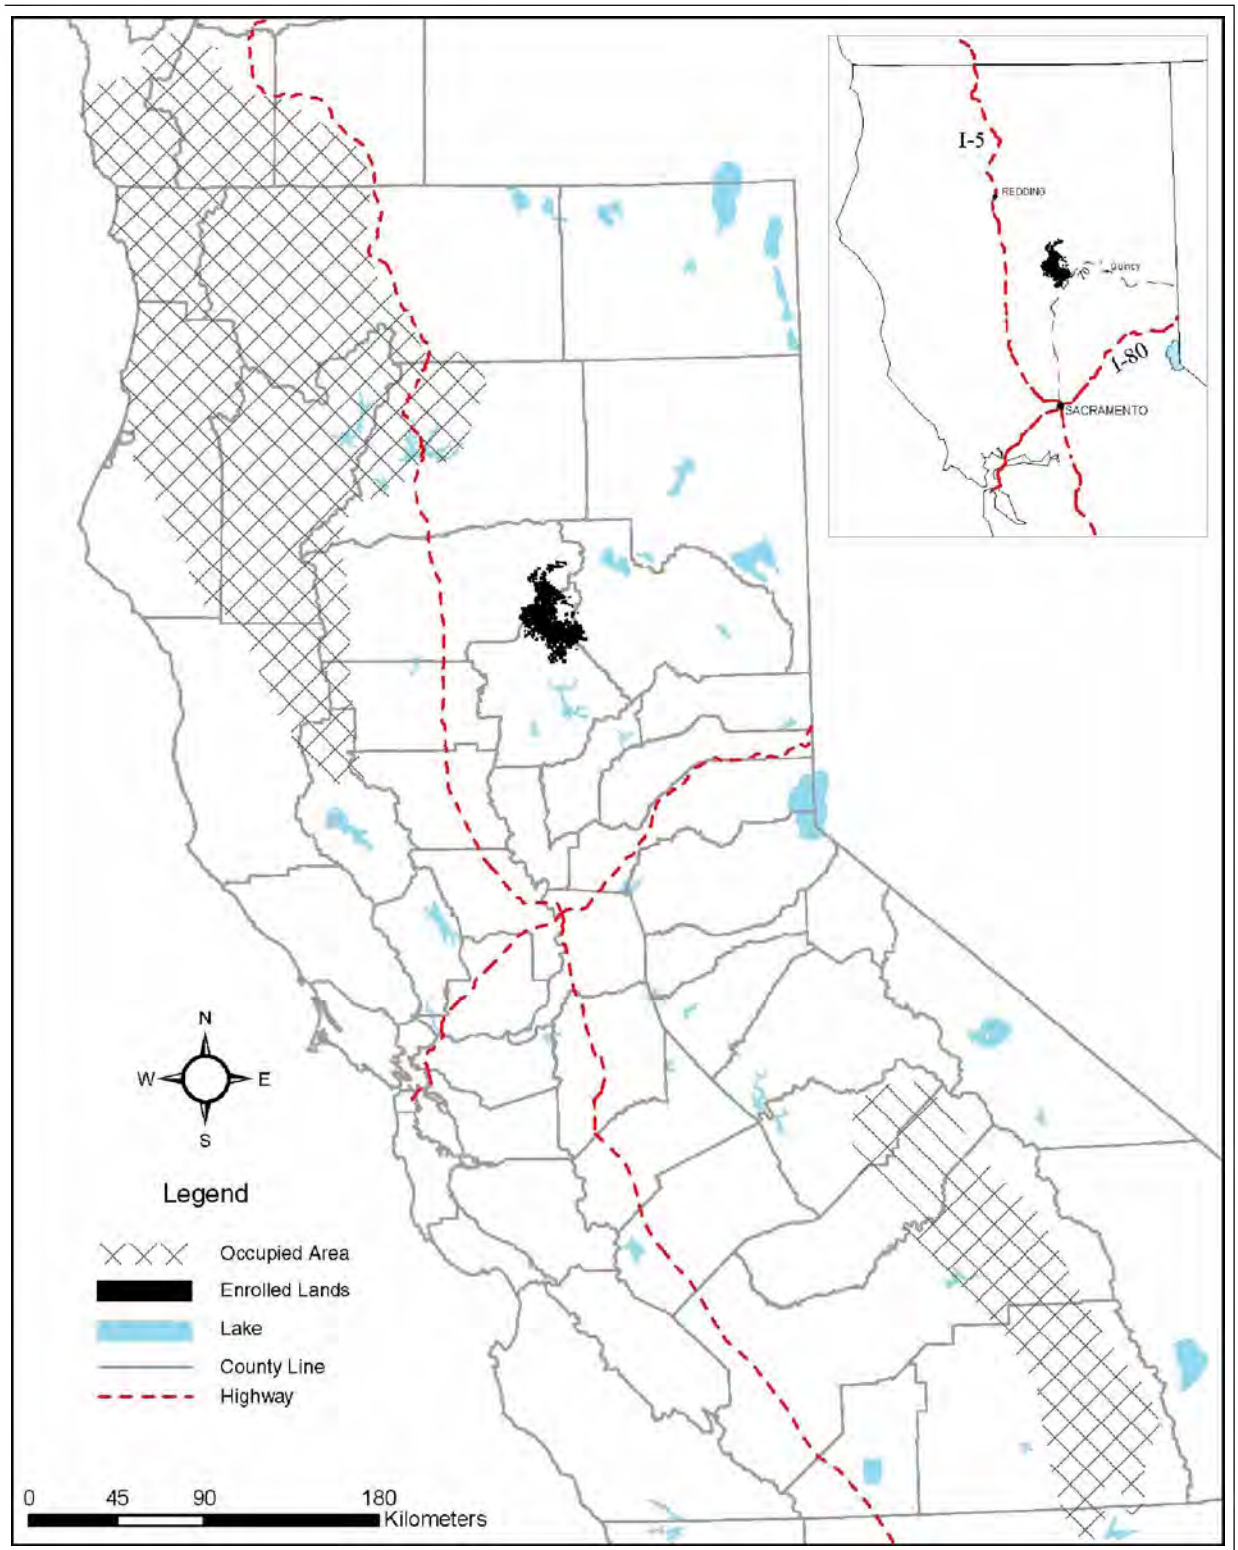 I-5
REDDING
70
Quincy
I-80
SACRAMENTO
N
W E
S
Legend
Occupied Area
Enrolled Lands
Lake
County Line
Highway
0 45 90 180
Kilometers